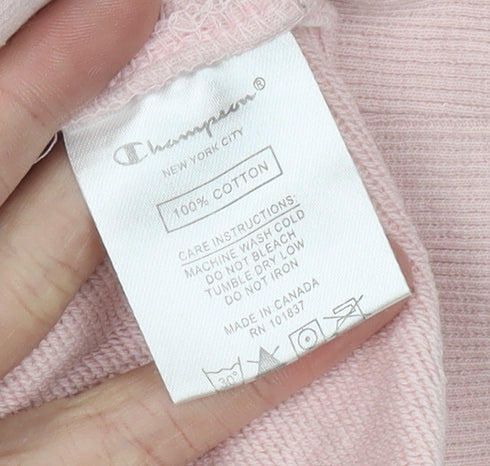 Champion®
NEW YORK CITY
100% COTTON
CARE INSTRUCTIONS:
MACHINE WASH COLD
DO NOT BLEACH
TUMBLE DRY LOW
DO NOT IRON
MADE IN CANADA
RN 101837
30°